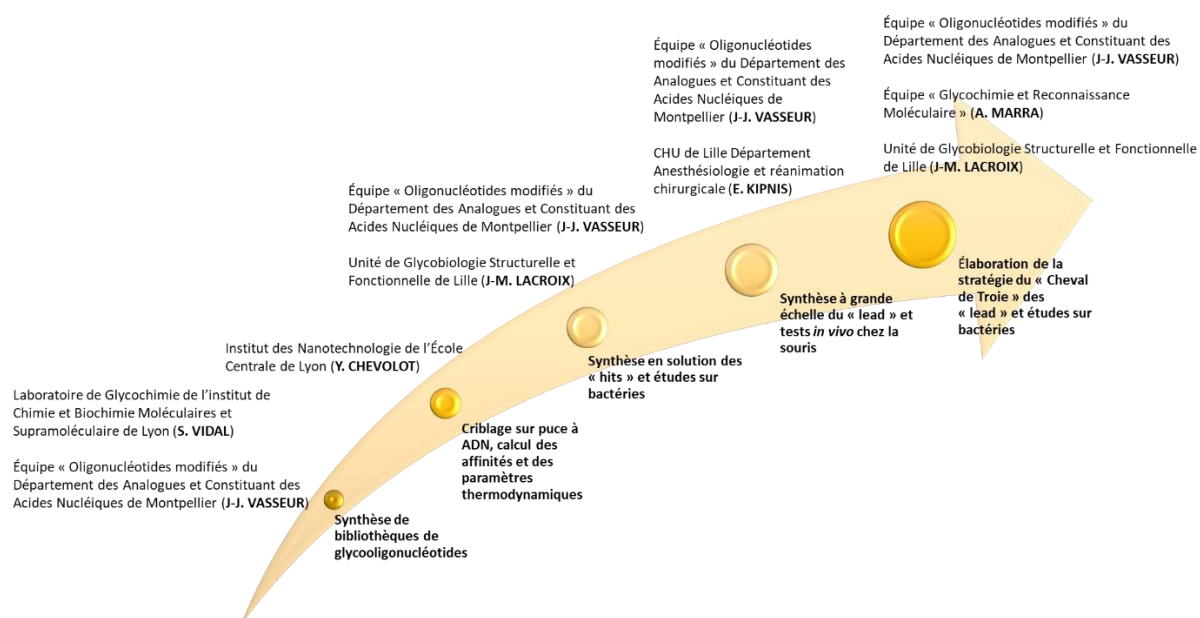 Laboratoire de Glycochimie de l'institut de
Chimie et Biochimie Moléculaires et
Supramoléculaire de Lyon (S. VIDAL)
Équipe « Oligonucléotides modifiés » du
Département des Analogues et Constituant des
Acides Nucléiques de Montpellier (J-J. VASSEUR)
Synthèse de
bibliothèques de
glycooligonucléotides
Institut des Nanotechnologie de l'École
Centrale de Lyon (Y. CHEVOLOT)
Criblage sur puce à
ADN, calcul des
affinités et des
paramètres
thermodynamiques
Équipe « Oligonucléotides modifiés » du
Département des Analogues et Constituant des
Acides Nucléiques de Montpellier (J-J. VASSEUR)
Unité de Glycobiologie Structurelle et
Fonctionnelle de Lille (J-M. LACROIX)
Synthèse en solution des
« hits » et études sur
bactéries
Équipe « Oligonucléotides
modifiés » du Département des
Analogues et Constituant des
Acides Nucléiques de
Montpellier (J-J. VASSEUR)
CHU de Lille Département
Anesthésiologie et réanimation
chirurgicale (E. KIPNIS)
Synthèse à grande
échelle du « lead » et
tests in vivo chez la
souris
Équipe « Oligonucléotides modifiés » du
Département des Analogues et Constituant des
Acides Nucléiques de Montpellier (J-J. VASSEUR)
Équipe « Glycochimie et Reconnaissance
Moléculaire » (A. MARRA)
Unité de Glycobiologie Structurelle et Fonctionnelle
de Lille (J-M. LACROIX)
Élaboration de la
stratégie du « Cheval
de Troie » des
« lead » et études sur
bactéries